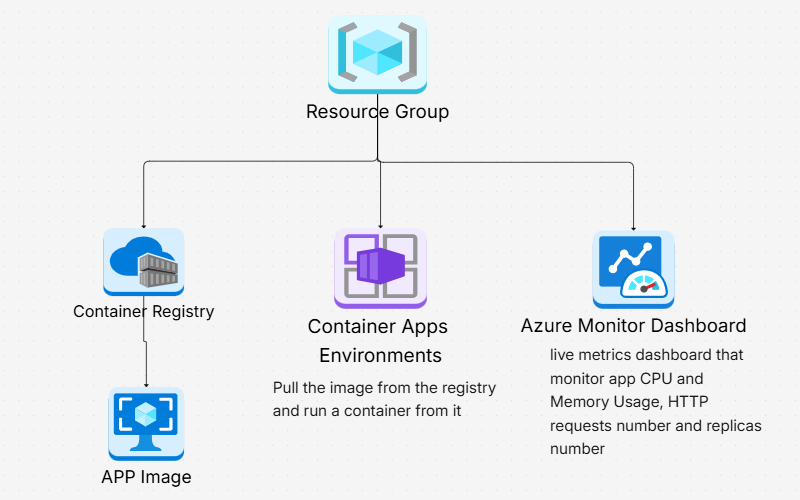 Resource Group
Container Registry
Container Apps
Environments
Pull the image from the registry
and run a container from it
Azure Monitor Dashboard
live metrics dashboard that
monitor app CPU and
Memory Usage, HTTP
requests number and replicas
number
APP Image